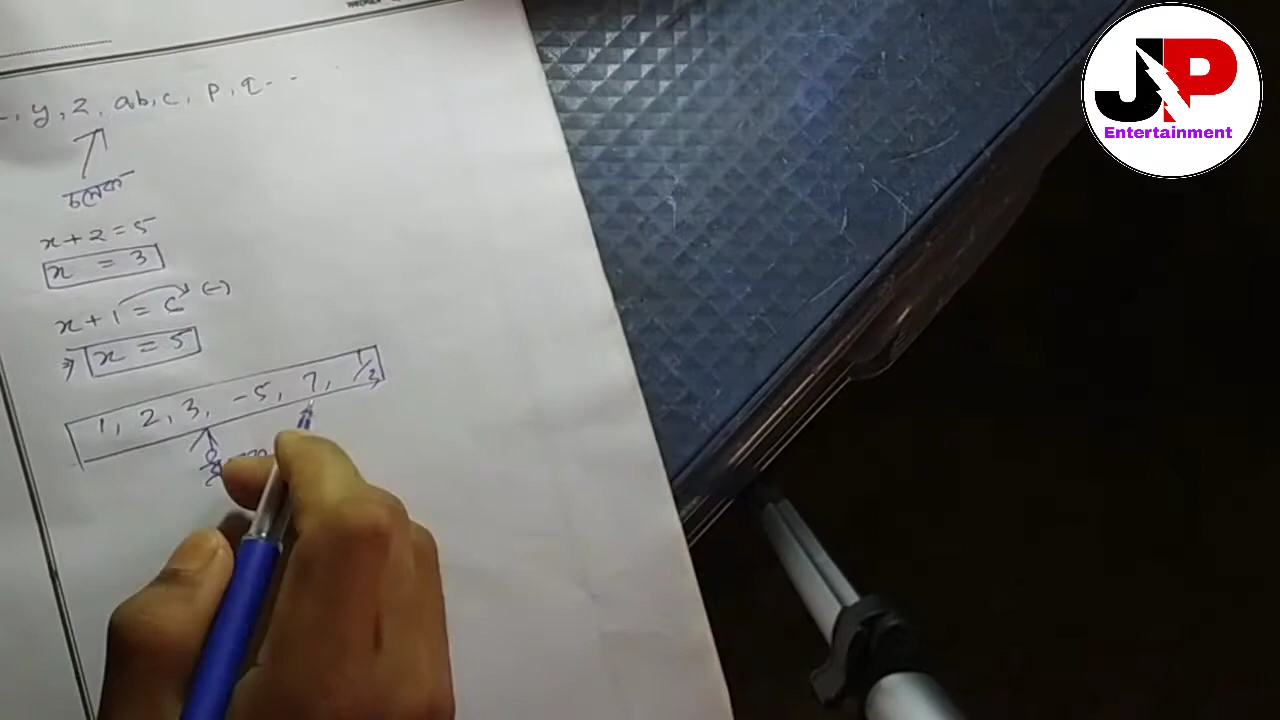 , y, z, a, b, c, p, q - -
চলক
x + 2 = 5
x = 3
x + 1 = 6 (-)
⇒ x = 5
1, 2, 3, -5, 7, 1/2
JP
Entertainment